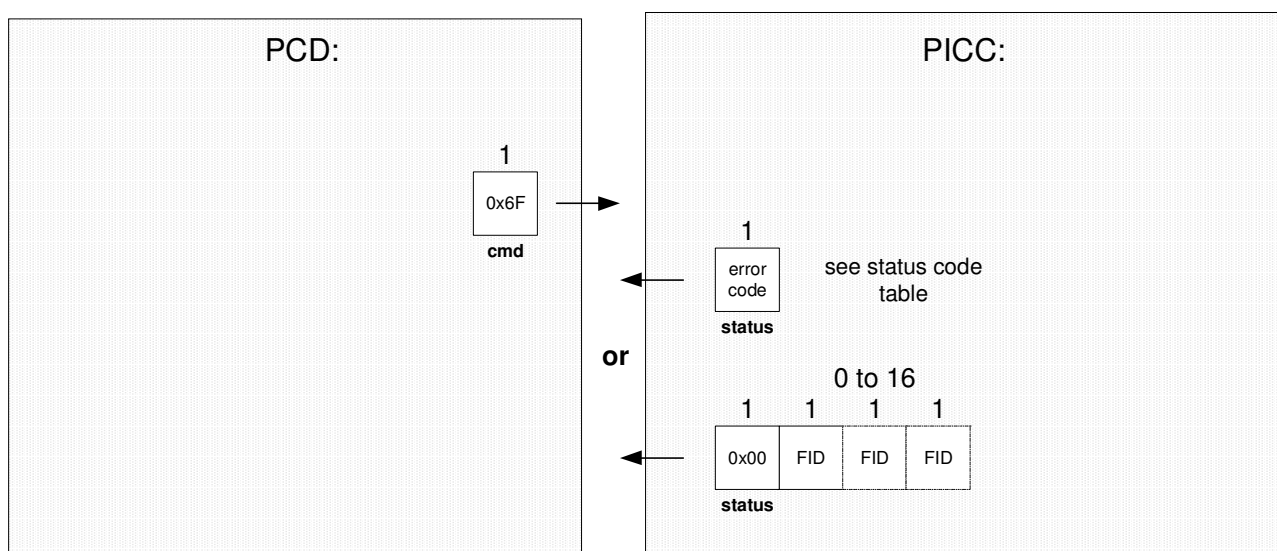 PCD:
PICC:
1
0x6F
cmd
1
error
code
see status code
table
status
or
0 to 16
1 1 1 1
0x00 FID FID FID
status